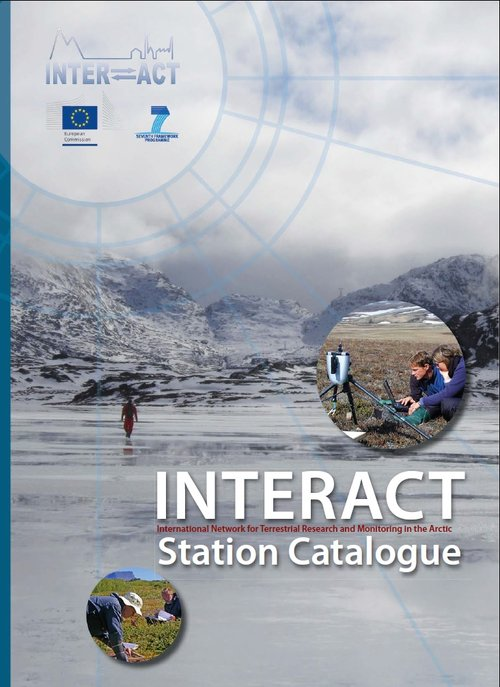 INTER ACT
European
Commission
7
SEVENTH FRAMEWORK
PROGRAMME
INTERACT
International Network for Terrestrial Research and Monitoring in the Arctic
Station Catalogue